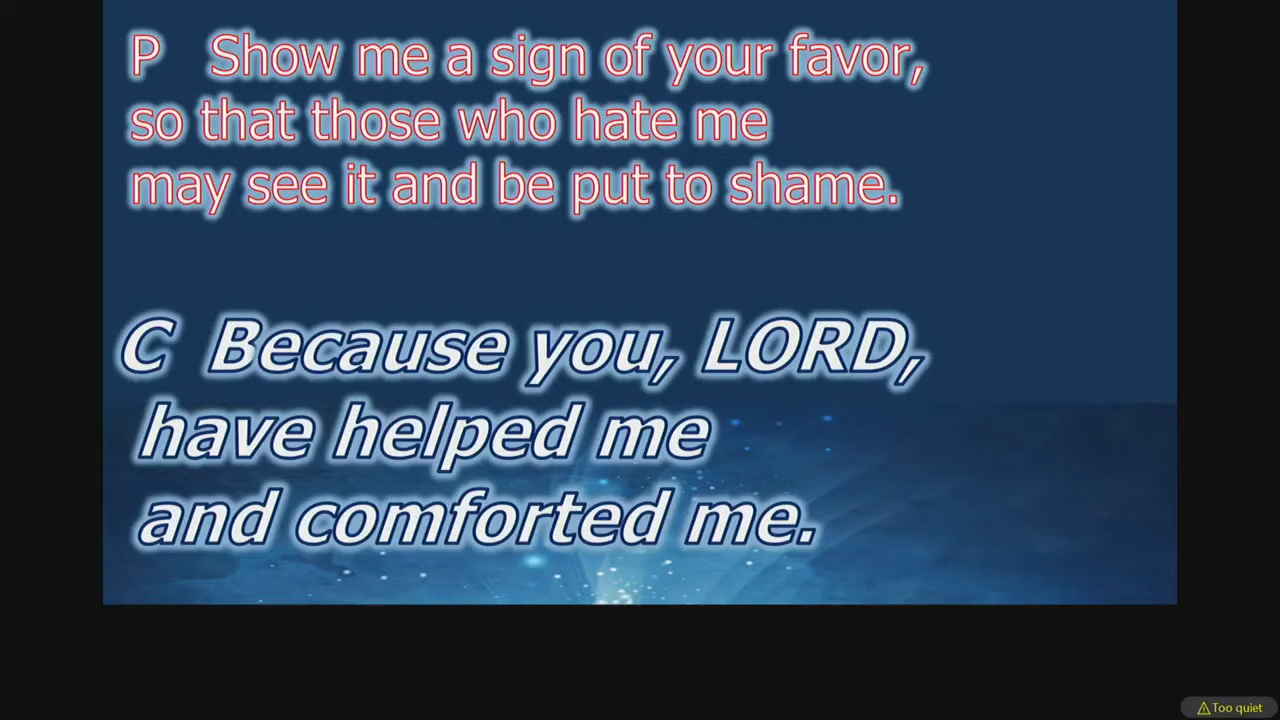 P Show me a sign of your favor,
so that those who hate me
may see it and be put to shame.
C Because you, LORD,
have helped me
and comforted me.
Too quiet